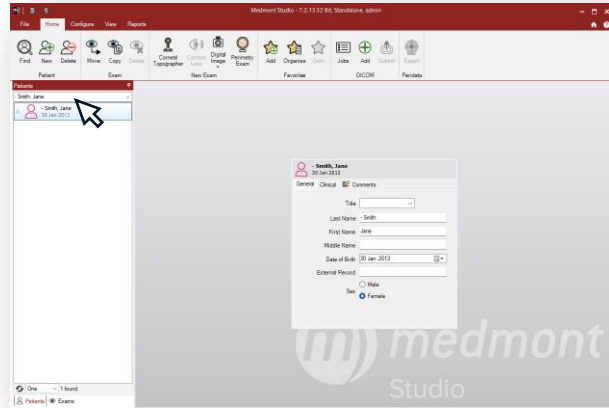 Medmont Studio - 7.2.13 32 Bit, Standalone, admin
File Home Configure View Reports
Find New Delete Move Copy Delete Corneal Topographer Contact Lens Digital Image Perimetry Exam Add Organise Goto Jobs Add Submit Export
Patient Exam New Exam Favorites DICOM Peridata
Patients
- Smith, Jane
- Smith, Jane
30 Jan 2013
- Smith, Jane
30 Jan 2013
General Clinical Comments
Title
Last Name - Smith
First Name Jane
Middle Name
Date of Birth 30 Jan 2013
External Record
Sex Male
Female
medmont
Studio
One 1 found
Patients Exams